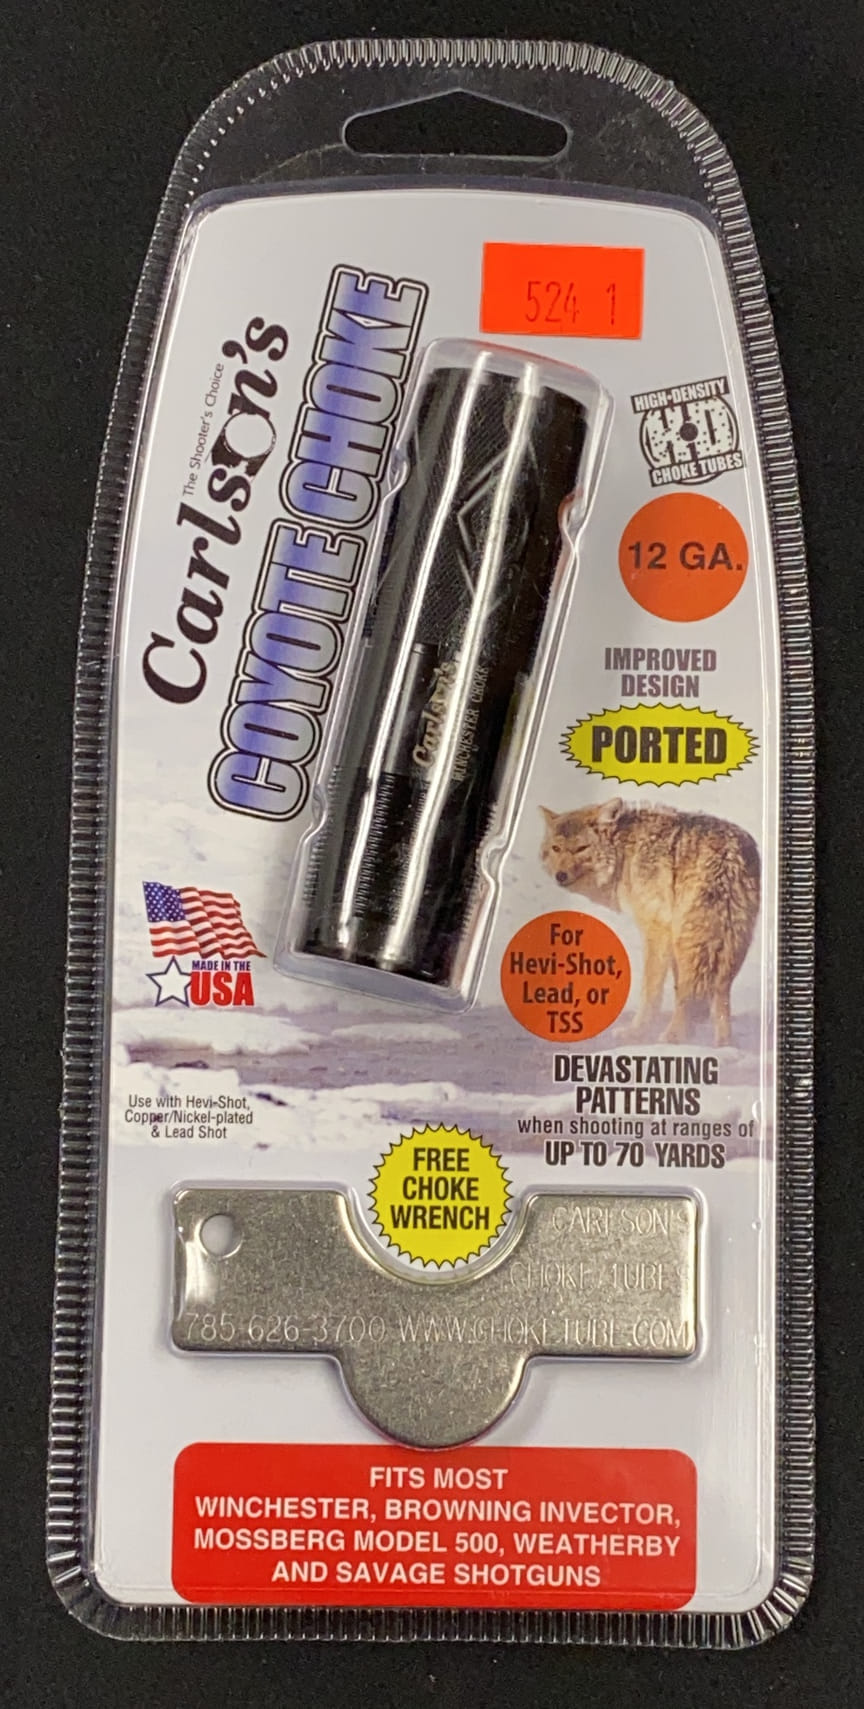 524 1
The Shooter's Choice
Carlson's
COYOTE CHOKE
HIGH-DENSITY
HD
CHOKE TUBES
12 GA.
IMPROVED
DESIGN
PORTED
Carlson's
WINCHESTER CHOKE
MADE IN THE
USA
For
Hevi-Shot,
Lead, or
TSS
DEVASTATING
PATTERNS
when shooting at ranges of
UP TO 70 YARDS
Use with Hevi-Shot,
Copper/Nickel-plated
& Lead Shot
FREE
CHOKE
WRENCH
CARLSON'S
CHOKE TUBES
785-626-3700 WWW.CHOKETUBE.COM
FITS MOST
WINCHESTER, BROWNING INVECTOR,
MOSSBERG MODEL 500, WEATHERBY
AND SAVAGE SHOTGUNS